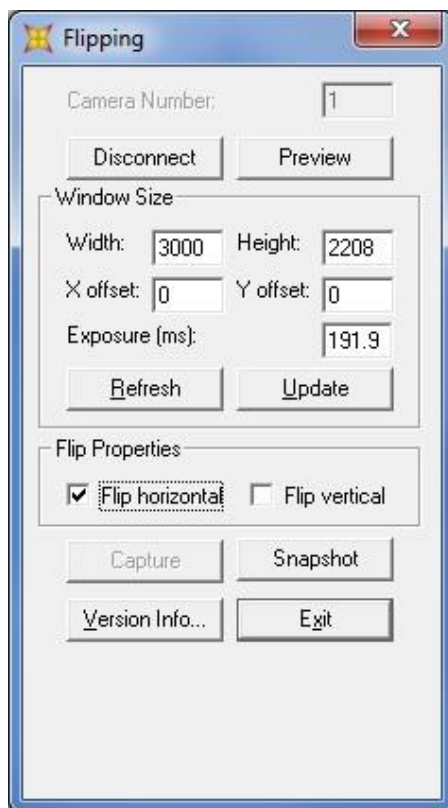 Flipping
Camera Number: 1
Disconnect Preview
Window Size
Width: 3000 Height: 2208
X offset: 0 Y offset: 0
Exposure (ms): 191.9
Refresh Update
Flip Properties
Flip horizontal Flip vertical
Capture Snapshot
Version Info... Exit